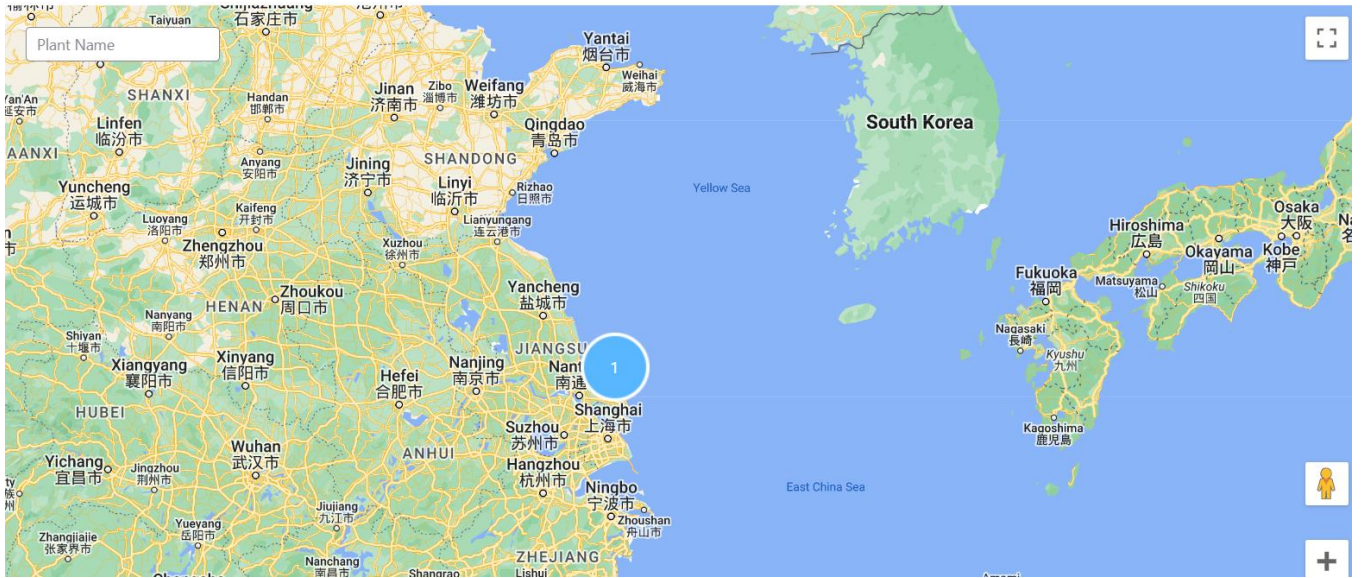 Taiyuan
石家庄市
Plant Name
Yantai
烟台市
Weihai
威海市
SHANXI
Handan
邯郸市
Jinan
济南市
Zibo
淄博市
Weifang
潍坊市
Linfen
临汾市
Qingdao
青岛市
South Korea
AANXI
Anyang
安阳市
Jining
济宁市
SHANDONG
Linyi
临沂市
Rizhao
日照市
Yellow Sea
Yuncheng
运城市
Luoyang
洛阳市
Kaifeng
开封市
Lianyungang
连云港市
Zhengzhou
郑州市
Xuzhou
徐州市
Osaka
大阪
Hiroshima
広島
Okayama
岡山
Kobe
神戸
Fukuoka
福岡
Matsuyama
松山
Shikoku
四国
HENAN
Zhoukou
周口市
Yancheng
盐城市
Nanyang
南阳市
Shiyan
十堰市
Nagasaki
長崎
Kyushu
九州
Xiangyang
襄阳市
Xinyang
信阳市
Hefei
合肥市
Nanjing
南京市
JIANGSU
1
Nant
南通
HUBEI
Shanghai
上海市
Suzhou
苏州市
Kagoshima
鹿児島
Wuhan
武汉市
ANHUI
Yichang
宜昌市
Jingzhou
荆州市
Hangzhou
杭州市
Ningbo
宁波市
East China Sea
Zhoushan
舟山市
Jiujiang
九江市
Yueyang
岳阳市
Zhangjiajie
张家界市
Nanchang
南昌市
ZHEJIANG
Shangrao
Lishui